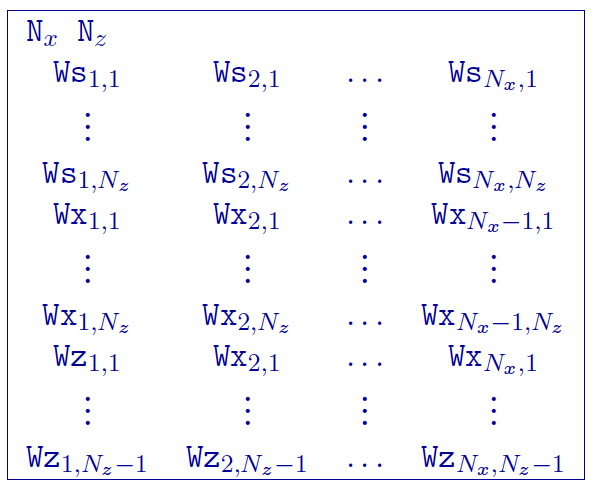 N_x N_z
Ws_{1,1} Ws_{2,1} … Ws_{N_x,1}
⋮ ⋮ ⋮ ⋮
Ws_{1,N_z} Ws_{2,N_z} … Ws_{N_x,N_z}
Wx_{1,1} Wx_{2,1} … Wx_{N_x−1,1}
⋮ ⋮ ⋮ ⋮
Wx_{1,N_z} Wx_{2,N_z} … Wx_{N_x−1,N_z}
Wz_{1,1} Wx_{2,1} … Wx_{N_x,1}
⋮ ⋮ ⋮ ⋮
Wz_{1,N_z−1} Wz_{2,N_z−1} … Wz_{N_x,N_z−1}